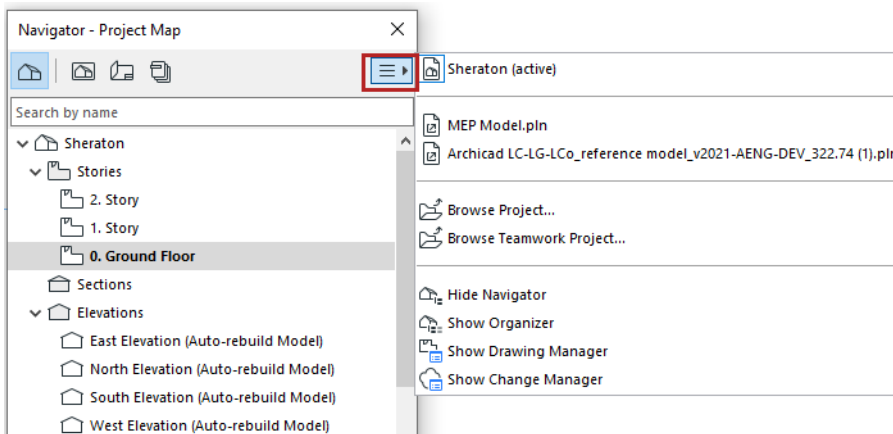 Navigator - Project Map
Search by name
Sheraton
Stories
2. Story
1. Story
0. Ground Floor
Sections
Elevations
East Elevation (Auto-rebuild Model)
North Elevation (Auto-rebuild Model)
South Elevation (Auto-rebuild Model)
West Elevation (Auto-rebuild Model)
Sheraton (active)
MEP Model.pln
Archicad LC-LG-LCo_reference model_v2021-AENG-DEV_322.74 (1).pln
Browse Project...
Browse Teamwork Project...
Hide Navigator
Show Organizer
Show Drawing Manager
Show Change Manager